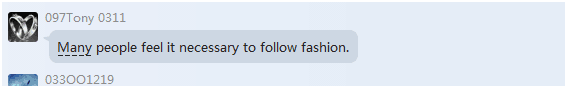 097Tony 0311
Many people feel it necessary to follow fashion.
033OO1219